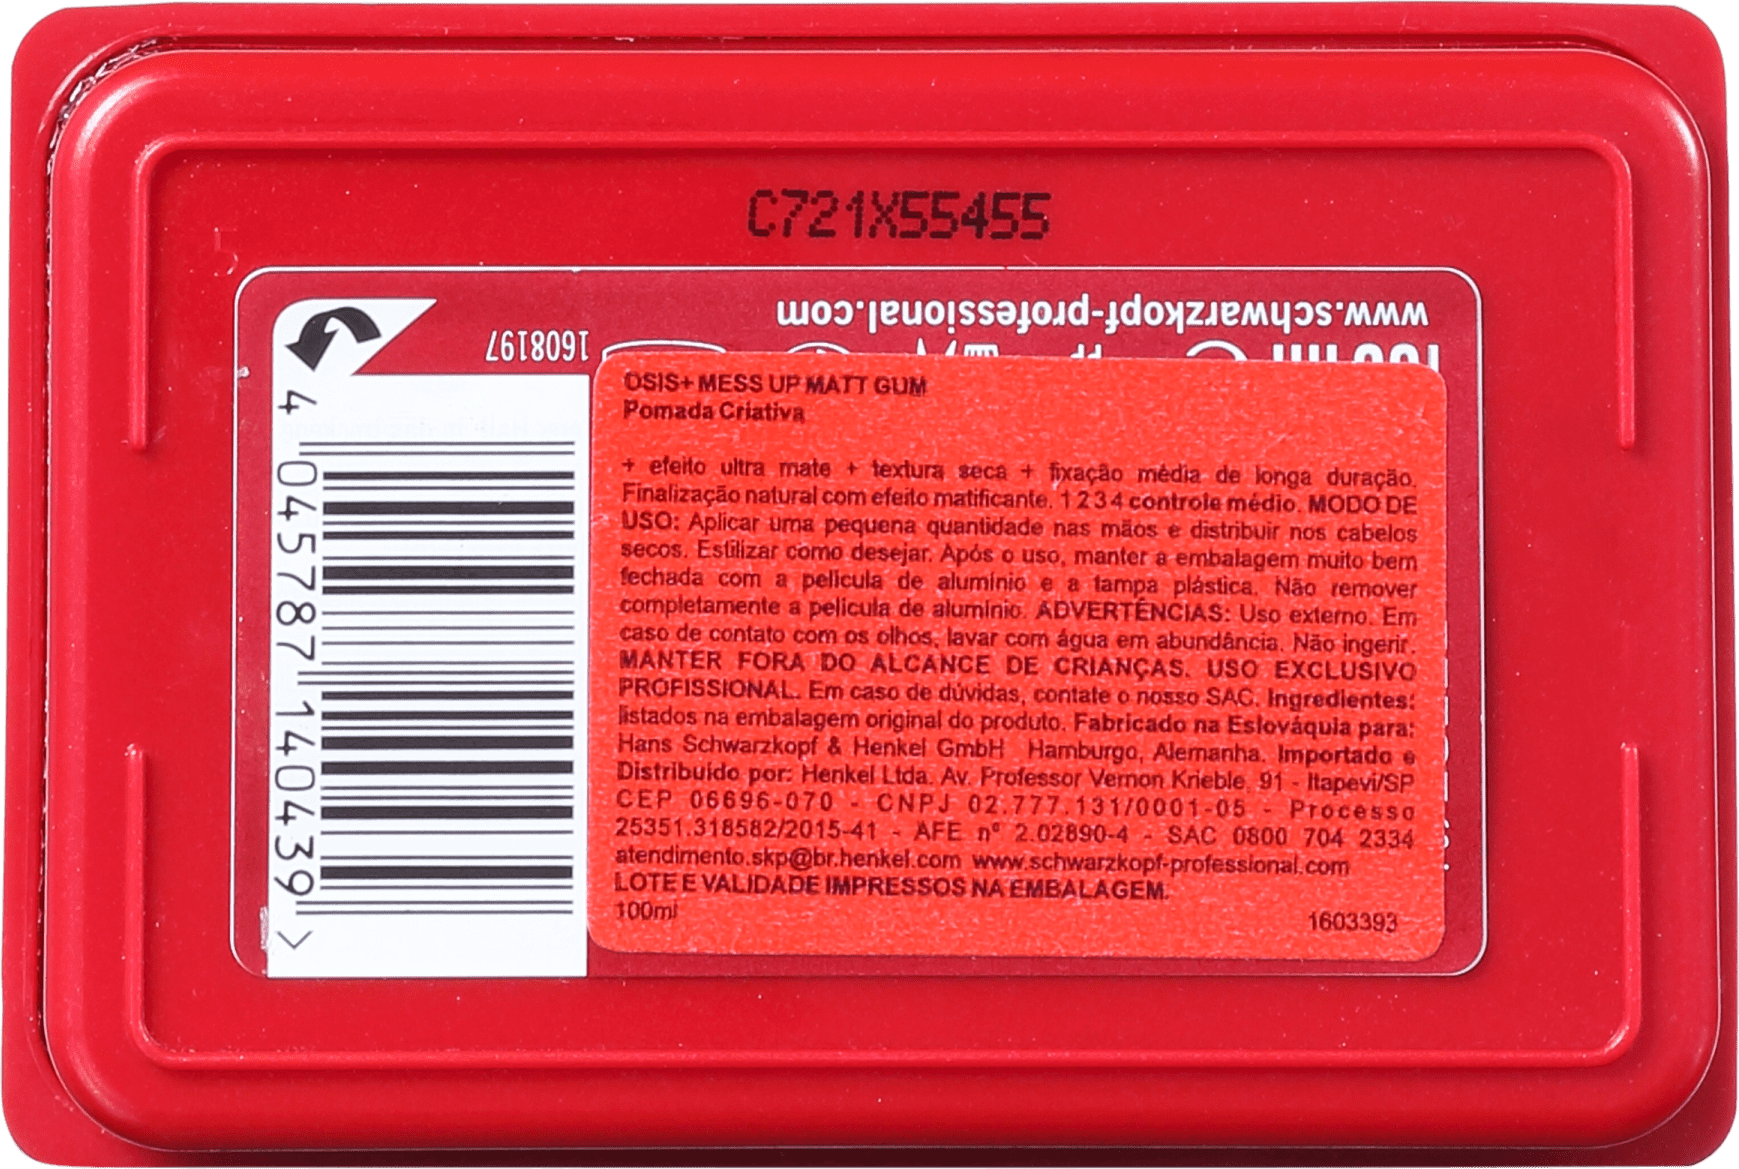 C721X55455
www.schwarzkopf-professional.com
1608197
4 045787 140439 >
OSIS+ MESS UP MATT GUM
Pomada Criativa
+ efeito ultra mate + textura seca + fixação média de longa duração.
Finalização natural com efeito matificante. 1 2 3 4 controle médio. MODO DE
USO: Aplicar uma pequena quantidade nas mãos e distribuir nos cabelos
secos. Estilizar como desejar. Após o uso, manter a embalagem muito bem
fechada com a película de alumínio e a tampa plástica. Não remover
completamente a película de alumínio. ADVERTÊNCIAS: Uso externo. Em
caso de contato com os olhos, lavar com água em abundância. Não ingerir.
MANTER FORA DO ALCANCE DE CRIANÇAS. USO EXCLUSIVO
PROFISSIONAL. Em caso de dúvidas, contate o nosso SAC. Ingredientes:
listados na embalagem original do produto. Fabricado na Eslováquia para:
Hans Schwarzkopf & Henkel GmbH Hamburgo, Alemanha. Importado e
Distribuído por: Henkel Ltda. Av. Professor Vernon Krieble, 91 - Itapevi/SP
CEP 06696-070 - CNPJ 02.777.131/0001-05 - Processo
25351.318582/2015-41 - AFE nº 2.02890-4 - SAC 0800 704 2334
atendimento.skp@br.henkel.com www.schwarzkopf-professional.com
LOTE E VALIDADE IMPRESSOS NA EMBALAGEM.
100ml
1603393